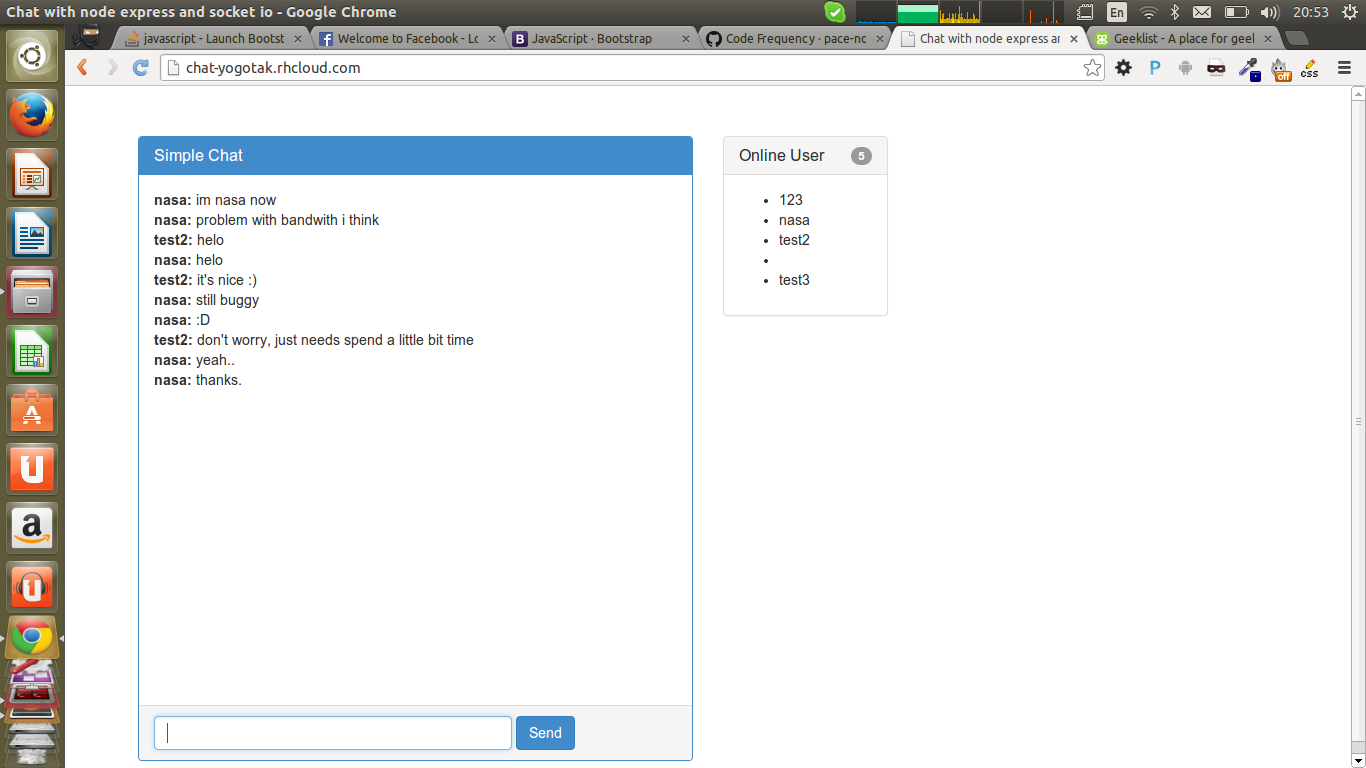 Chat with node express and socket io - Google Chrome
En
20:53
javascript - Launch Bootst
Welcome to Facebook - Lo
JavaScript · Bootstrap
Code Frequency · pace-nc
Chat with node express an
Geeklist - A place for geel
chat-yogotak.rhcloud.com
P
off
css
Simple Chat
nasa: im nasa now
nasa: problem with bandwith i think
test2: helo
nasa: helo
test2: it's nice :)
nasa: still buggy
nasa: :D
test2: don't worry, just needs spend a little bit time
nasa: yeah..
nasa: thanks.
Send
Online User 5
123
nasa
test2
test3